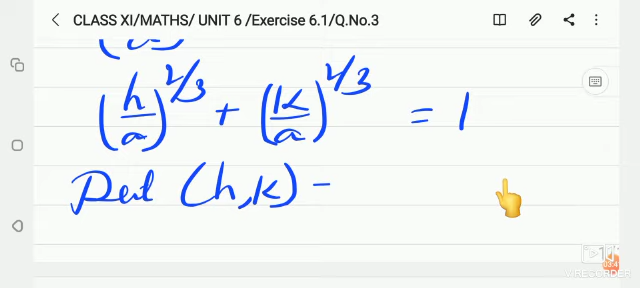 CLASS XI/MATHS/ UNIT 6 /Exercise 6.1/Q.No.3
(h/a)^2/3 + (k/a)^2/3 = 1
Put (h,k) -